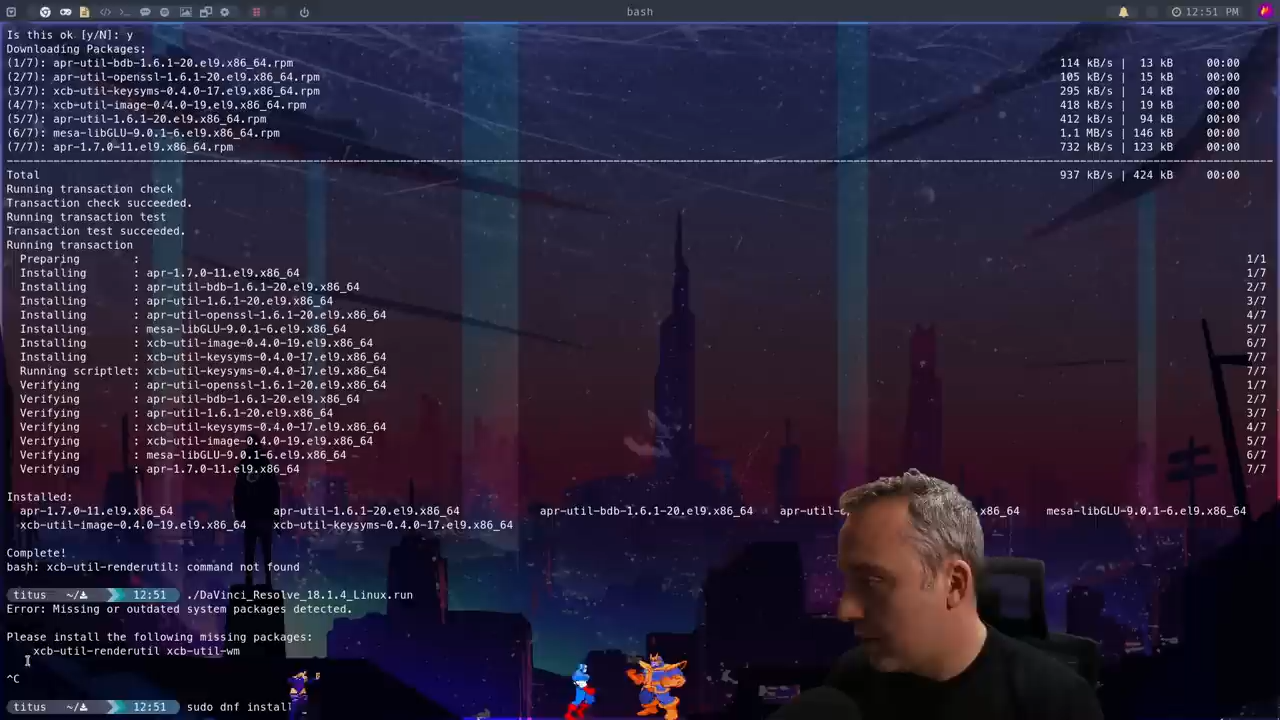 bash
12:51 PM
Is this ok [y/N]: y
Downloading Packages:
(1/7): apr-util-bdb-1.6.1-20.el9.x86_64.rpm 114 kB/s | 13 kB 00:00
(2/7): apr-util-openssl-1.6.1-20.el9.x86_64.rpm 105 kB/s | 15 kB 00:00
(3/7): xcb-util-keysyms-0.4.0-17.el9.x86_64.rpm 295 kB/s | 14 kB 00:00
(4/7): xcb-util-image-0.4.0-19.el9.x86_64.rpm 418 kB/s | 19 kB 00:00
(5/7): apr-util-1.6.1-20.el9.x86_64.rpm 412 kB/s | 94 kB 00:00
(6/7): mesa-libGLU-9.0.1-6.el9.x86_64.rpm 1.1 MB/s | 146 kB 00:00
(7/7): apr-1.7.0-11.el9.x86_64.rpm 732 kB/s | 123 kB 00:00
Total 937 kB/s | 424 kB 00:00
Running transaction check
Transaction check succeeded.
Running transaction test
Transaction test succeeded.
Running transaction
Preparing : 1/1
Installing : apr-1.7.0-11.el9.x86_64 1/7
Installing : apr-util-bdb-1.6.1-20.el9.x86_64 2/7
Installing : apr-util-1.6.1-20.el9.x86_64 3/7
Installing : apr-util-openssl-1.6.1-20.el9.x86_64 4/7
Installing : mesa-libGLU-9.0.1-6.el9.x86_64 5/7
Installing : xcb-util-image-0.4.0-19.el9.x86_64 6/7
Installing : xcb-util-keysyms-0.4.0-17.el9.x86_64 7/7
Running scriptlet: xcb-util-keysyms-0.4.0-17.el9.x86_64 7/7
Verifying : apr-util-openssl-1.6.1-20.el9.x86_64 1/7
Verifying : apr-util-bdb-1.6.1-20.el9.x86_64 2/7
Verifying : apr-util-1.6.1-20.el9.x86_64 3/7
Verifying : xcb-util-keysyms-0.4.0-17.el9.x86_64 4/7
Verifying : xcb-util-image-0.4.0-19.el9.x86_64 5/7
Verifying : mesa-libGLU-9.0.1-6.el9.x86_64 6/7
Verifying : apr-1.7.0-11.el9.x86_64 7/7
Installed:
apr-1.7.0-11.el9.x86_64 apr-util-1.6.1-20.el9.x86_64 apr-util-bdb-1.6.1-20.el9.x86_64 mesa-libGLU-9.0.1-6.el9.x86_64
xcb-util-image-0.4.0-19.el9.x86_64 xcb-util-keysyms-0.4.0-17.el9.x86_64
Complete!
bash: xcb-util-renderutil: command not found
titus ~/ 12:51 ./DaVinci_Resolve_18.1.4_Linux.run
Error: Missing or outdated system packages detected.
Please install the following missing packages:
xcb-util-renderutil xcb-util-wm
^C
titus ~/ 12:51 sudo dnf install